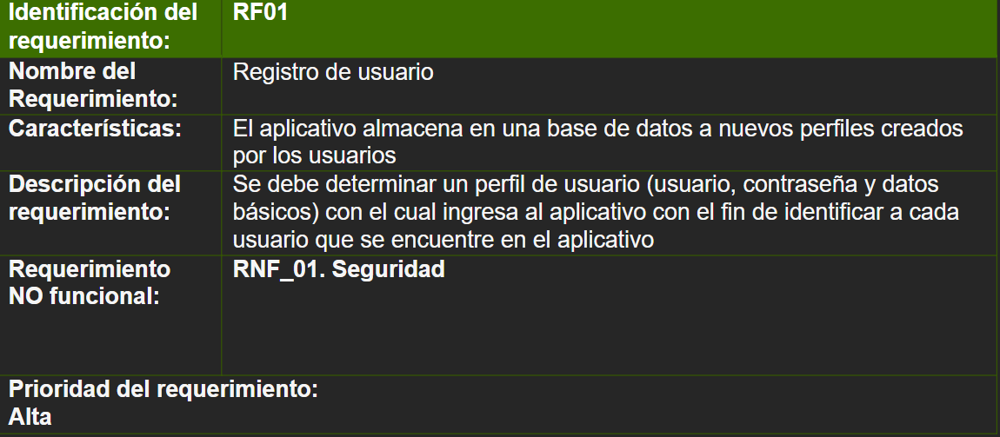 Identificación del
requerimiento:
RF01
Nombre del
Requerimiento:
Registro de usuario
Características:
El aplicativo almacena en una base de datos a nuevos perfiles creados
por los usuarios
Descripción del
requerimiento:
Se debe determinar un perfil de usuario (usuario, contraseña y datos
básicos) con el cual ingresa al aplicativo con el fin de identificar a cada
usuario que se encuentre en el aplicativo
Requerimiento
NO funcional:
RNF_01. Seguridad
Prioridad del requerimiento:
Alta